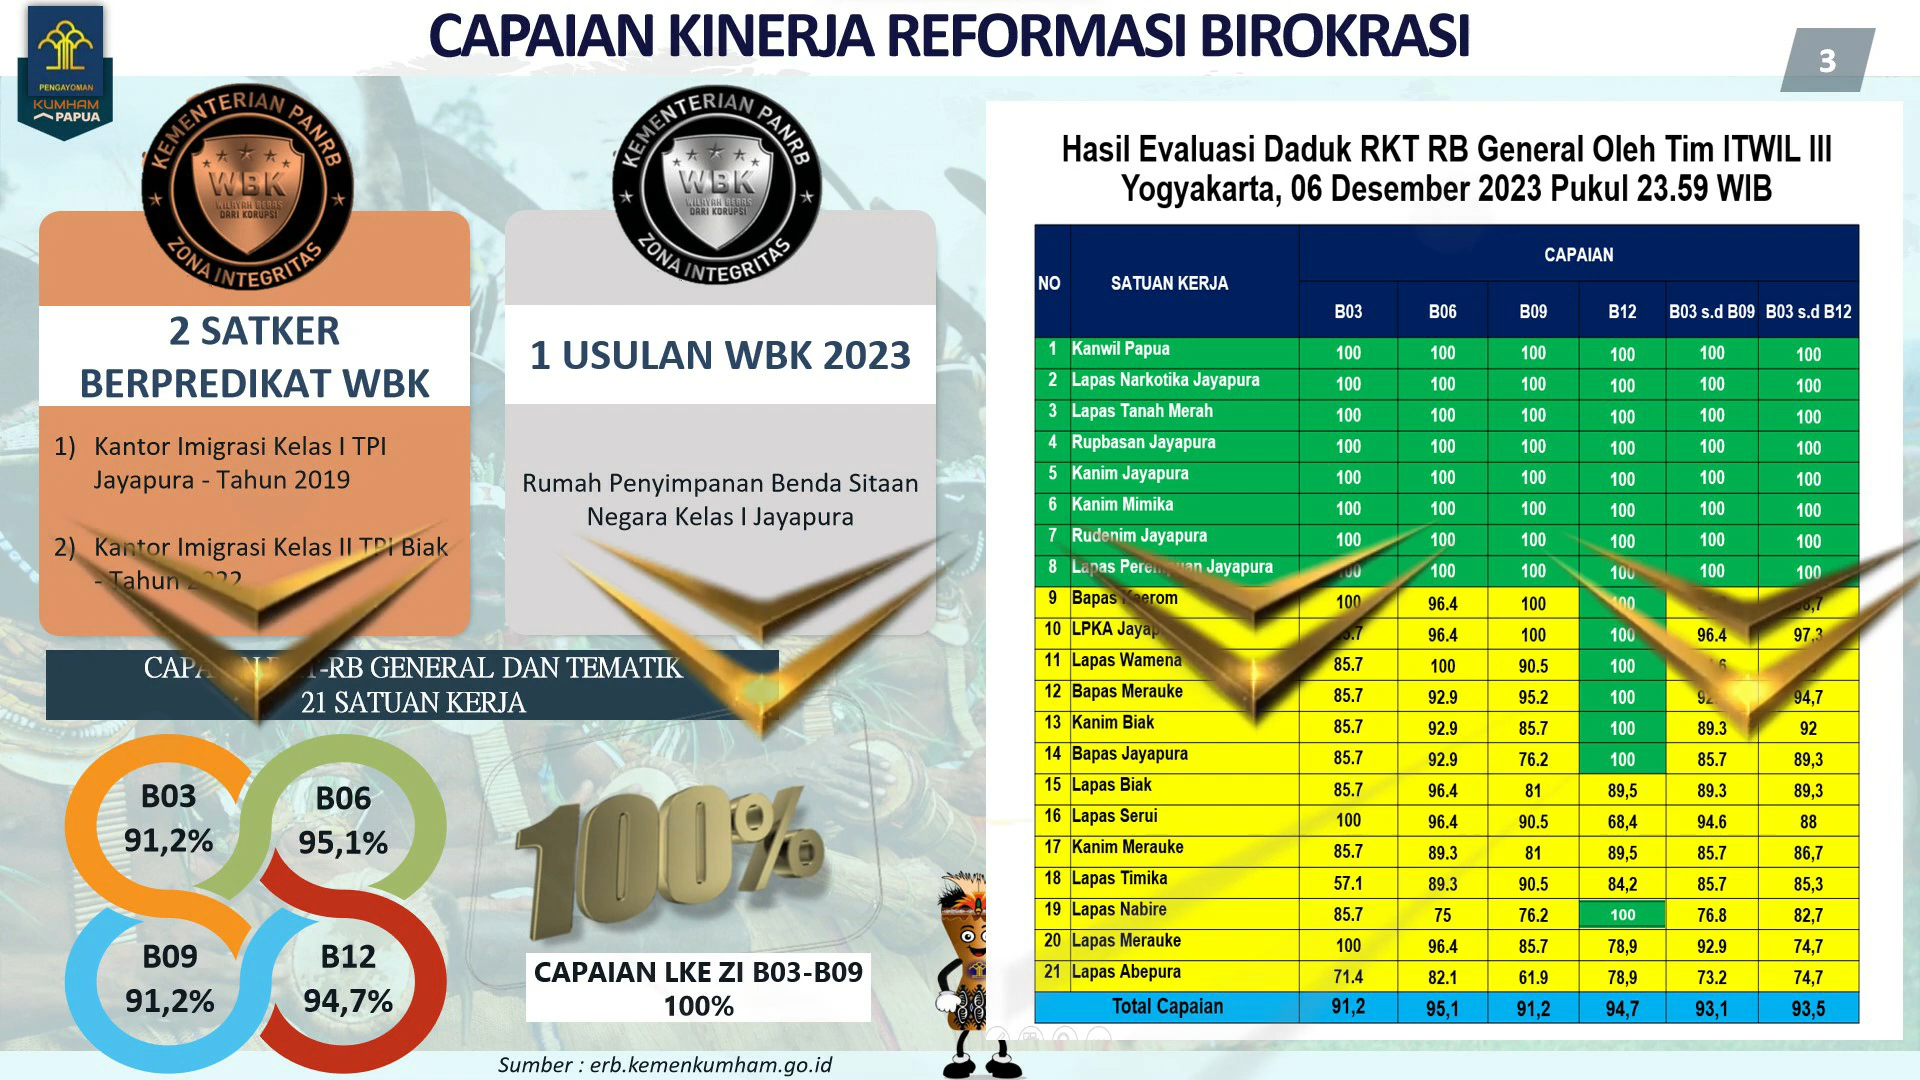 CAPAIAN KINERJA REFORMASI BIROKRASI
3
PENGAYOMAN
KUMHAM
PAPUA
KEMENTERIAN PANRB
WBK
WILAYAH BEBAS
DARI KORUPSI
ZONA INTEGRITAS
2 SATKER
BERPREDIKAT WBK
1) Kantor Imigrasi Kelas I TPI
Jayapura - Tahun 2019
2) Kantor Imigrasi Kelas II TPI Biak
- Tahun 2022
KEMENTERIAN PANRB
WBK
WILAYAH BEBAS
DARI KORUPSI
ZONA INTEGRITAS
1 USULAN WBK 2023
Rumah Penyimpanan Benda Sitaan
Negara Kelas I Jayapura
-RB GENERAL DAN TEMATIK
21 SATUAN KERJA
B03
91,2%
B06
95,1%
B09
91,2%
B12
94,7%
100%
CAPAIAN LKE ZI B03-B09
100%
Sumber : erb.kemenkumham.go.id
Hasil Evaluasi Daduk RKT RB General Oleh Tim ITWIL III
Yogyakarta, 06 Desember 2023 Pukul 23.59 WIB
NO SATUAN KERJA CAPAIAN
B03 B06 B09 B12 B03 s.d B09 B03 s.d B12
1 Kanwil Papua 100 100 100 100 100 100
2 Lapas Narkotika Jayapura 100 100 100 100 100 100
3 Lapas Tanah Merah 100 100 100 100 100 100
4 Rupbasan Jayapura 100 100 100 100 100 100
5 Kanim Jayapura 100 100 100 100 100 100
6 Kanim Mimika 100 100 100 100 100 100
7 Rudenim Jayapura 100 100 100 100 100 100
8 Lapas Perempuan Jayapura 100 100 100 100 100 100
9 Bapas Keerom 100 96.4 100 100
10 LPKA 96.4 100 100 96.4 97,3
11 Lapas Wamena 85.7 100 90.5 100
12 Bapas Merauke 85.7 92.9 95.2 100 94,7
13 Kanim Biak 85.7 92.9 85.7 100 89.3 92
14 Bapas Jayapura 85.7 92.9 76.2 100 85.7 89,3
15 Lapas Biak 85.7 96.4 81 89,5 89.3 89,3
16 Lapas Serui 100 96.4 90.5 68,4 94.6 88
17 Kanim Merauke 85.7 89.3 81 89,5 85.7 86,7
18 Lapas Timika 57.1 89.3 90.5 84,2 85.7 85,3
19 Lapas Nabire 85.7 75 76.2 100 76.8 82,7
20 Lapas Merauke 100 96.4 85.7 78,9 92.9 74,7
21 Lapas Abepura 71.4 82.1 61.9 78,9 73.2 74,7
Total Capaian 91,2 95,1 91,2 94,7 93,1 93,5